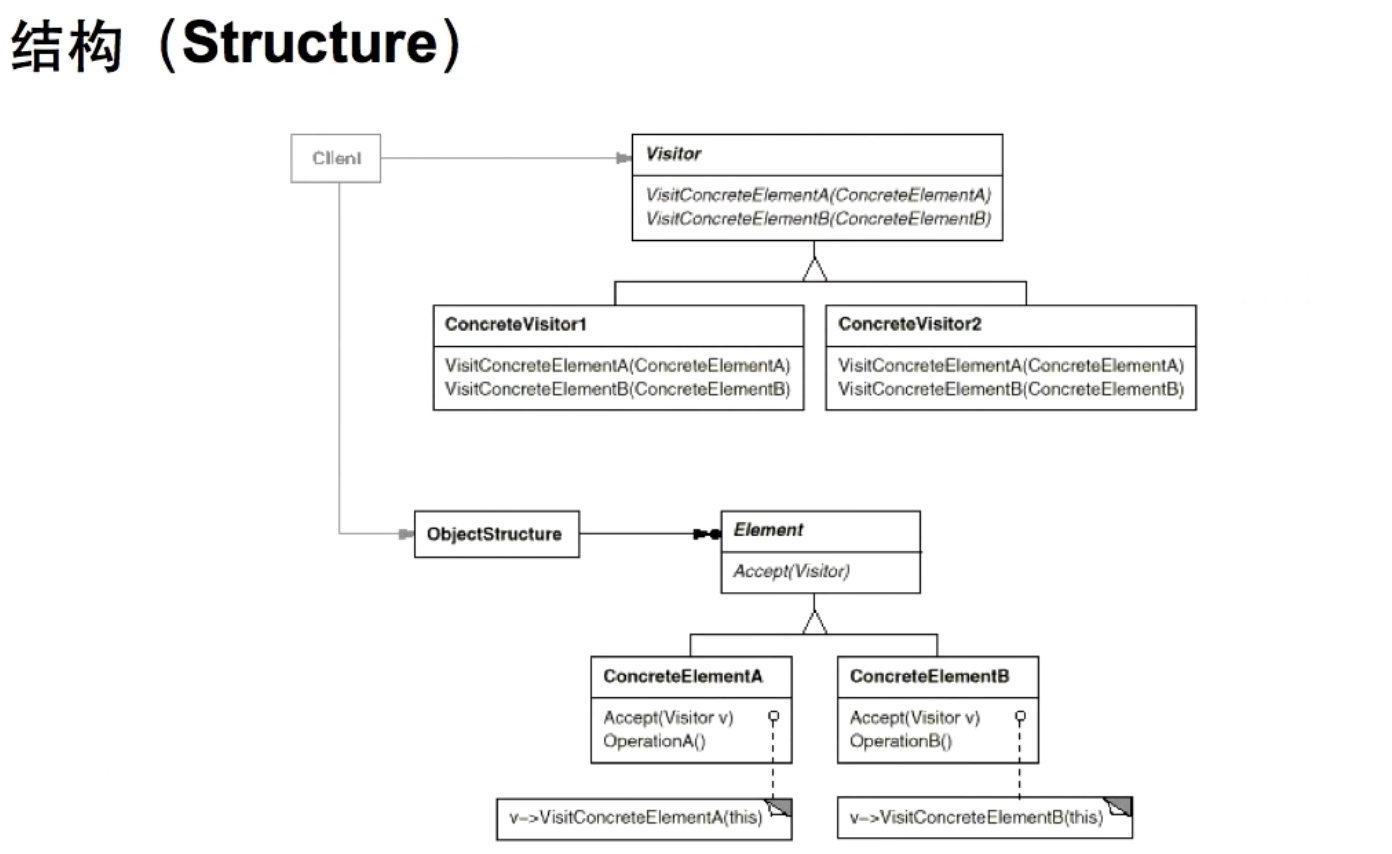 结构（Structure）
Client
Visitor
VisitConcreteElementA(ConcreteElementA)
VisitConcreteElementB(ConcreteElementB)
ConcreteVisitor1
VisitConcreteElementA(ConcreteElementA)
VisitConcreteElementB(ConcreteElementB)
ConcreteVisitor2
VisitConcreteElementA(ConcreteElementA)
VisitConcreteElementB(ConcreteElementB)
ObjectStructure
Element
Accept(Visitor)
ConcreteElementA
Accept(Visitor v)
OperationA()
ConcreteElementB
Accept(Visitor v)
OperationB()
v–>VisitConcreteElementA(this)
v–>VisitConcreteElementB(this)